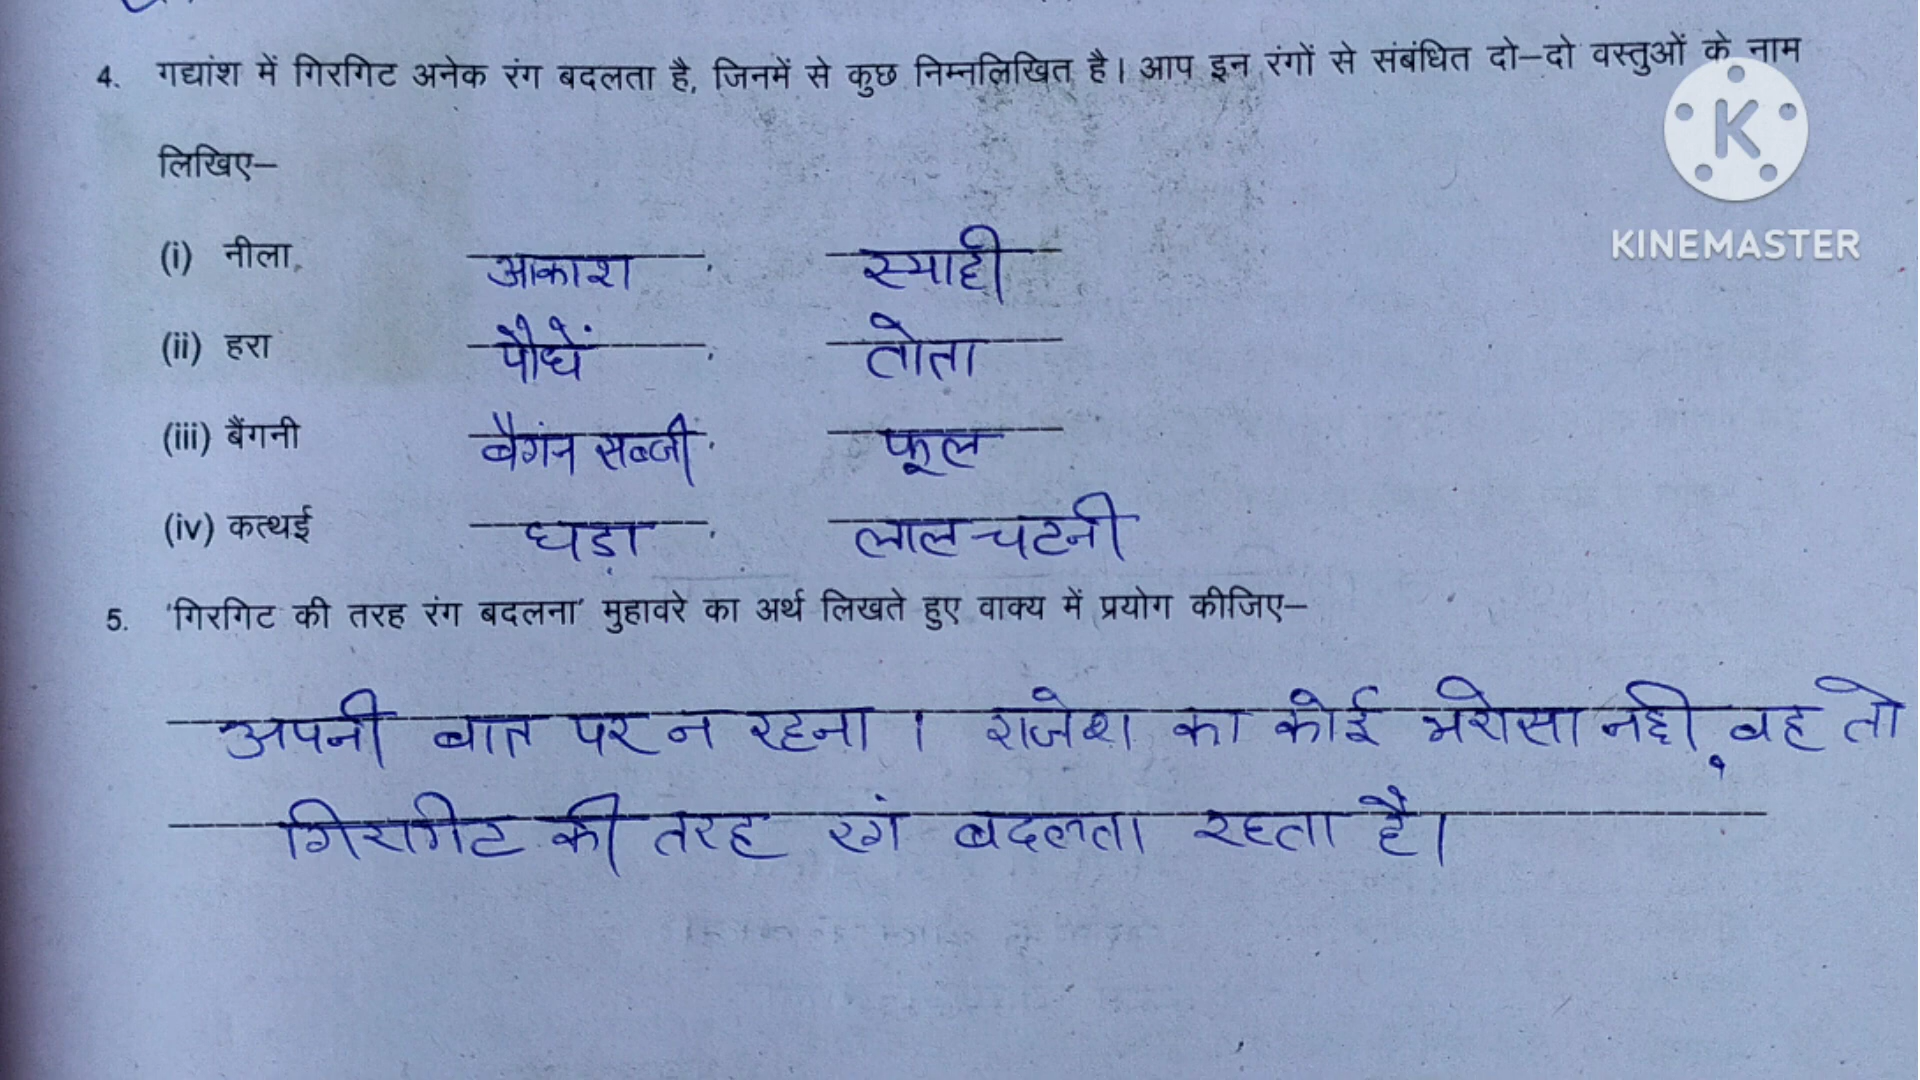 4. गद्यांश में गिरगिट अनेक रंग बदलता है, जिनमें से कुछ निम्नलिखित है। आप इन रंगों से संबंधित दो–दो वस्तुओं के नाम
लिखिए–
KINEMASTER
(i) नीला, आकाश स्याही
(ii) हरा पौधें तोता
(iii) बैंगनी बैगंन सब्जी फूल
(iv) कत्थई घड़ा लाल चटनी
5. 'गिरगिट की तरह रंग बदलना' मुहावरे का अर्थ लिखते हुए वाक्य में प्रयोग कीजिए–
अपनी बात पर न रहना। राजेश का कोई भरोसा नही, वह तो
गिरगीट की तरह रगं बदलता रहता है।